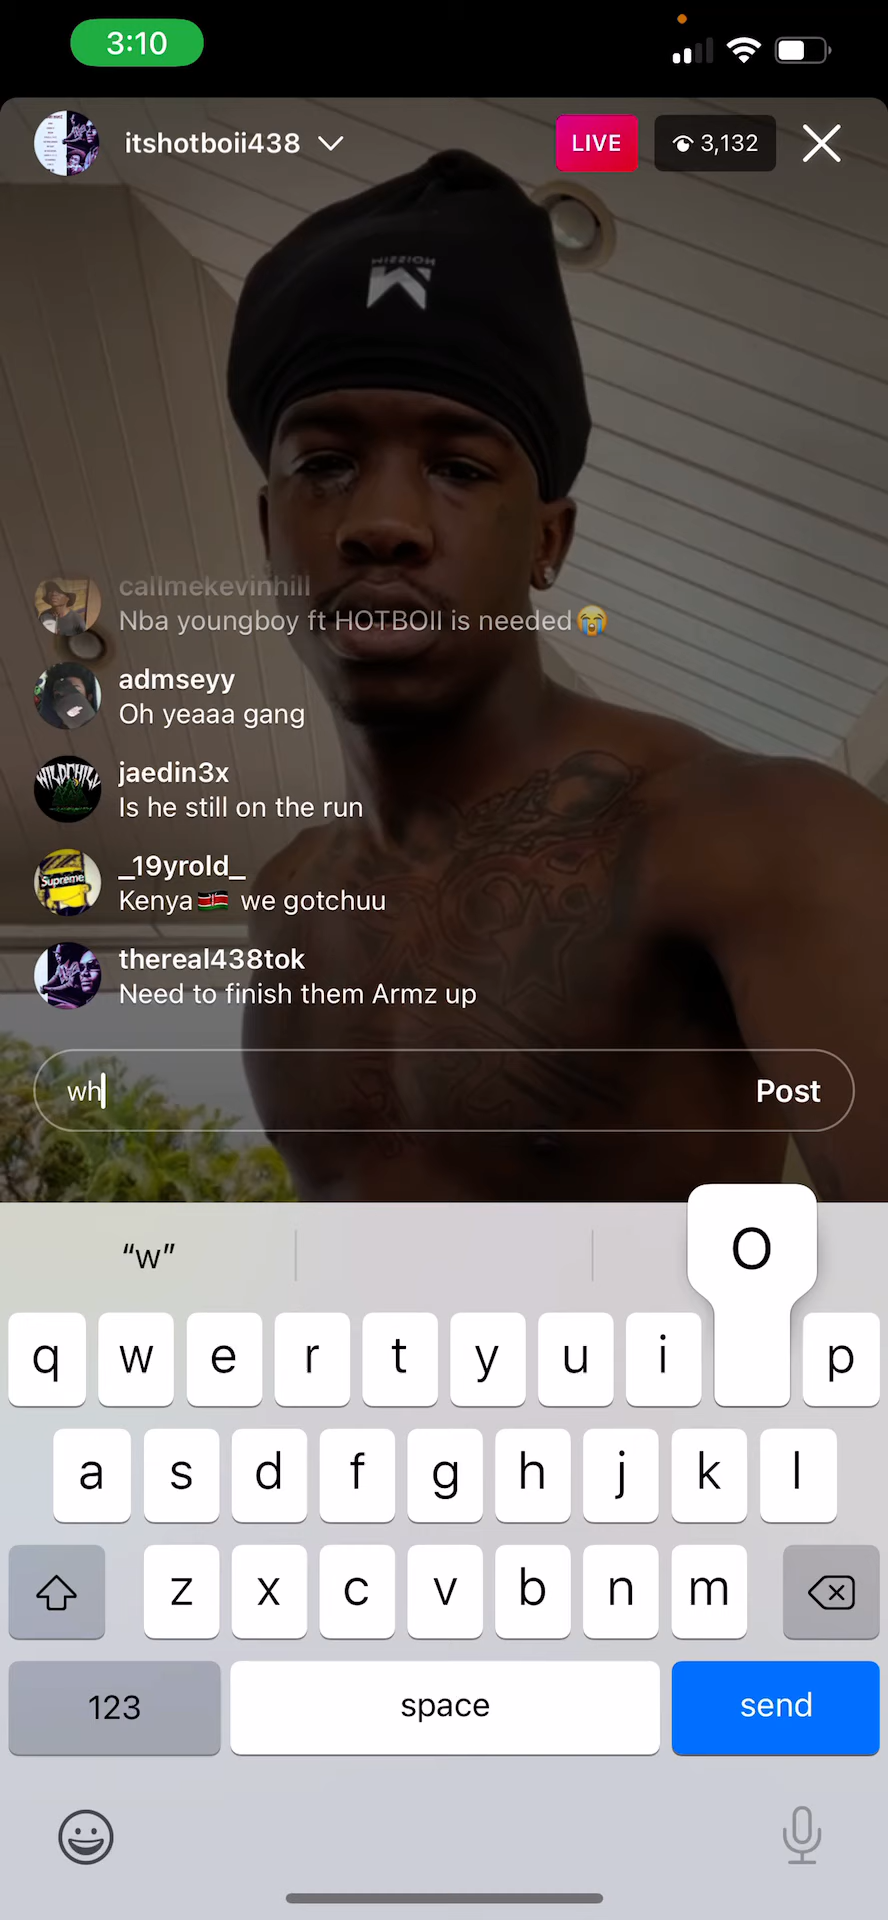 3:10
itshotboii438
LIVE
3,132
MISSION
M
callmekevinhill
Nba youngboy ft HOTBOII is needed😭
admseyy
Oh yeaaa gang
jaedin3x
Is he still on the run
Supreme
_19yrold_
Kenya🇰🇪 we gotchuu
thereal438tok
Need to finish them Armz up
wh
Post
“w”
O
q w e r t y u i p
a s d f g h j k l
z x c v b n m
123
space
send